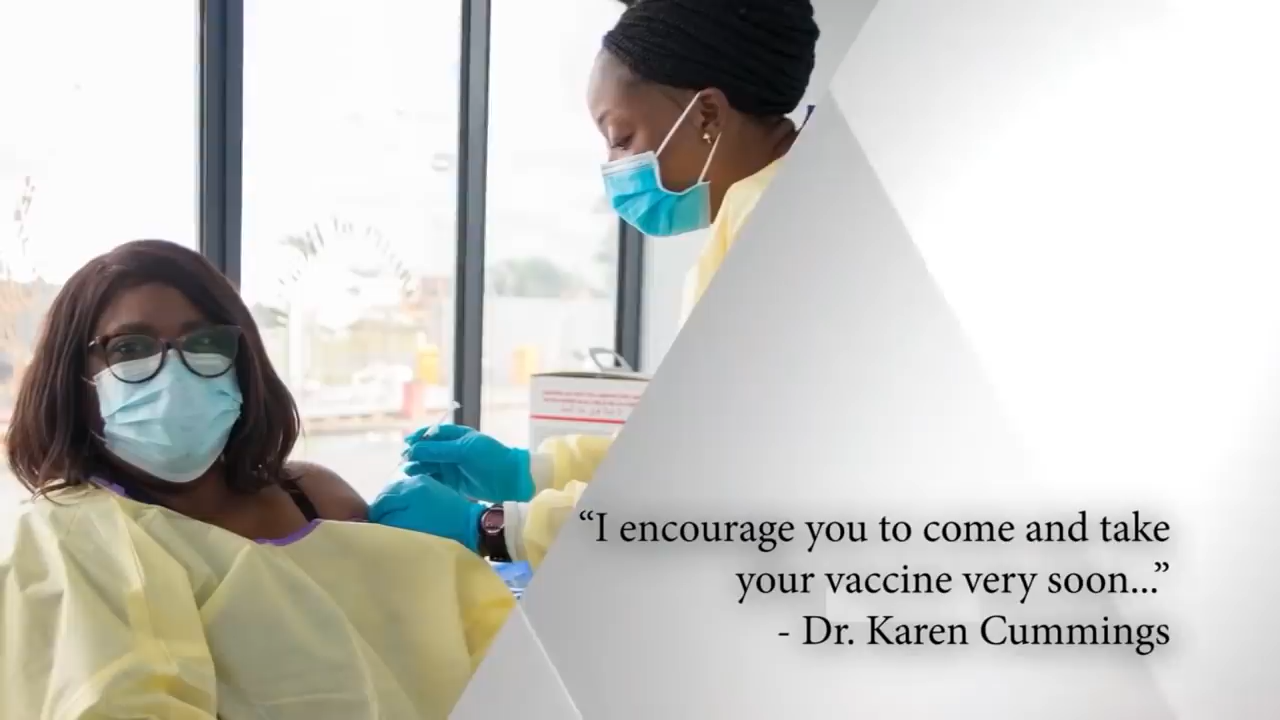 “I encourage you to come and take
your vaccine very soon...”
- Dr. Karen Cummings